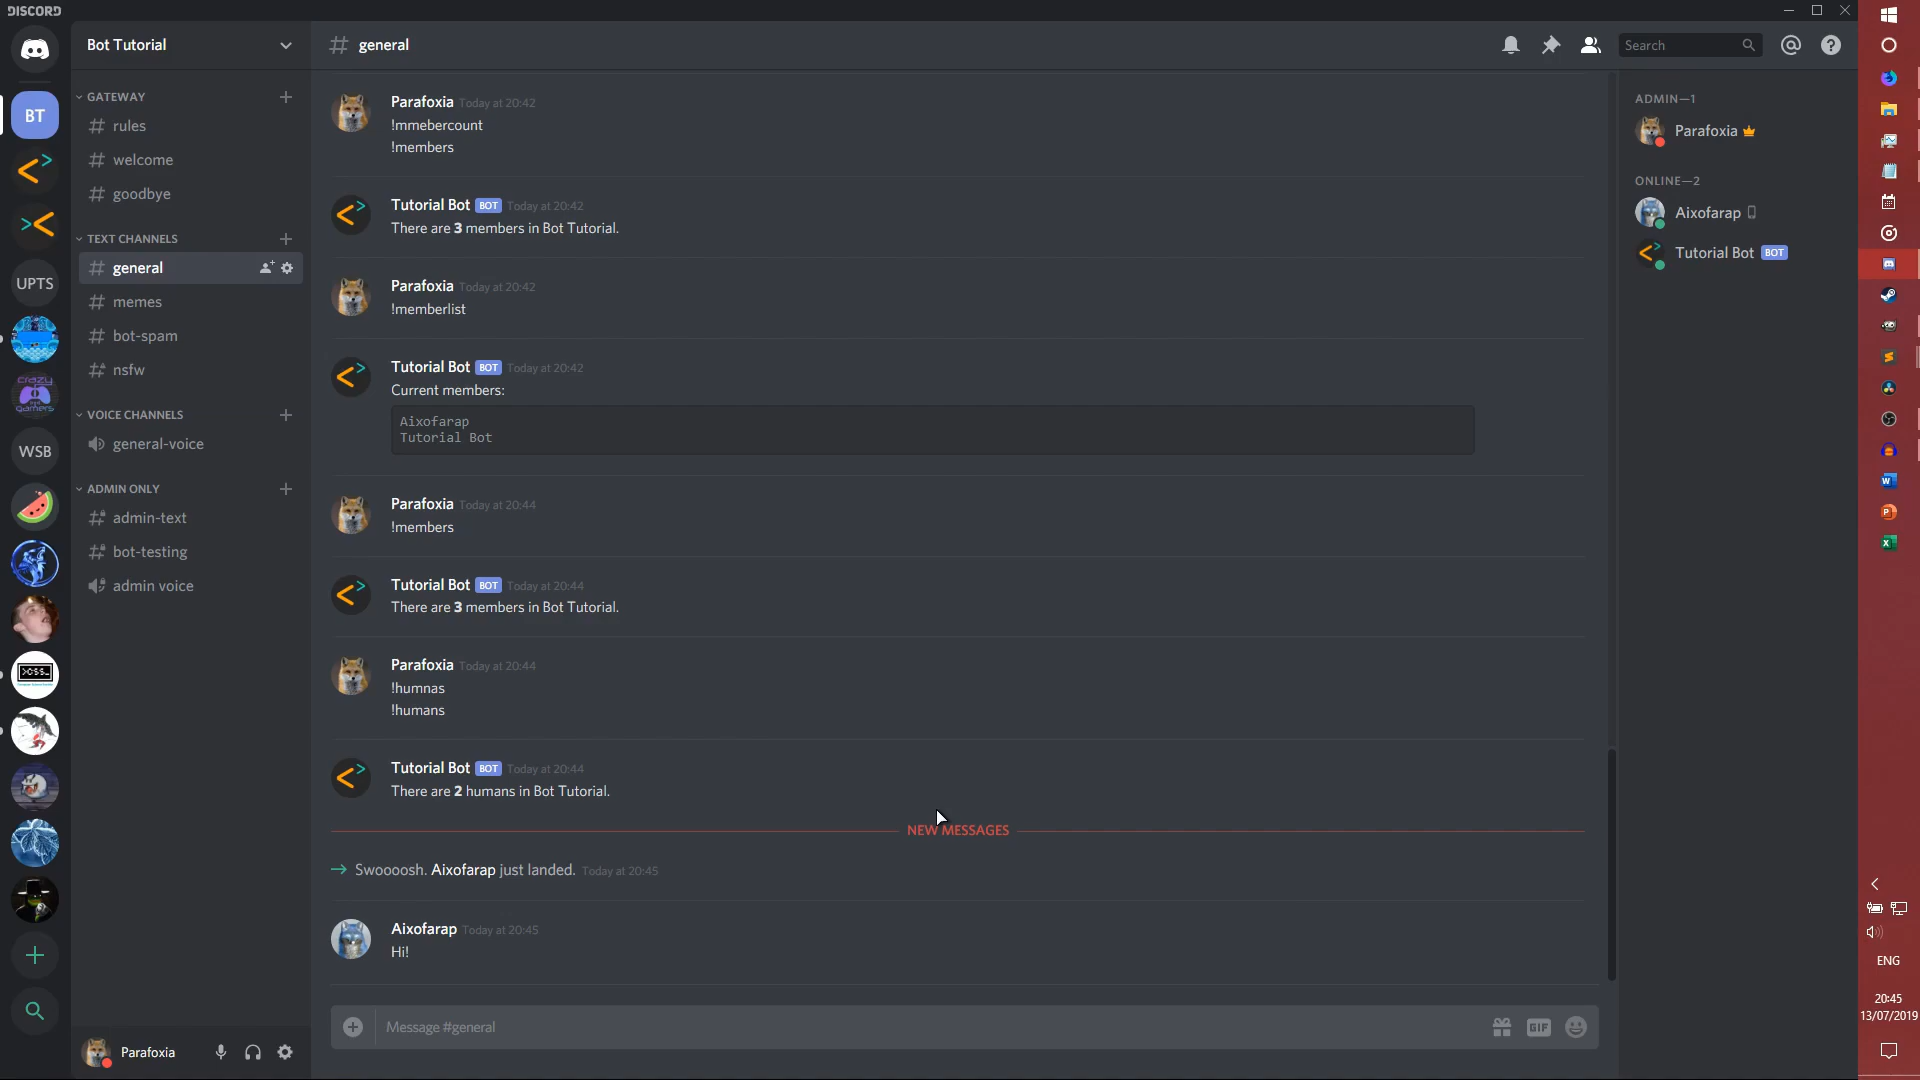 DISCORD
BT
UPTS
CRAZY
gamers
WSB
>CSS_
Bot Tutorial
GATEWAY
rules
welcome
goodbye
TEXT CHANNELS
general
memes
bot-spam
nsfw
VOICE CHANNELS
general-voice
ADMIN ONLY
admin-text
bot-testing
admin voice
Parafoxia
general
Search
Parafoxia Today at 20:42
!mmebercount
!members
Tutorial Bot BOT Today at 20:42
There are 3 members in Bot Tutorial.
Parafoxia Today at 20:42
!memberlist
Tutorial Bot BOT Today at 20:42
Current members:
Aixofarap
Tutorial Bot
Parafoxia Today at 20:44
!members
Tutorial Bot BOT Today at 20:44
There are 3 members in Bot Tutorial.
Parafoxia Today at 20:44
!humnas
!humans
Tutorial Bot BOT Today at 20:44
There are 2 humans in Bot Tutorial.
NEW MESSAGES
Swoooosh. Aixofarap just landed. Today at 20:45
Aixofarap Today at 20:45
Hi!
Message #general
GIF
ADMIN—1
Parafoxia
ONLINE—2
Aixofarap
Tutorial Bot BOT
ENG
20:45
13/07/2019